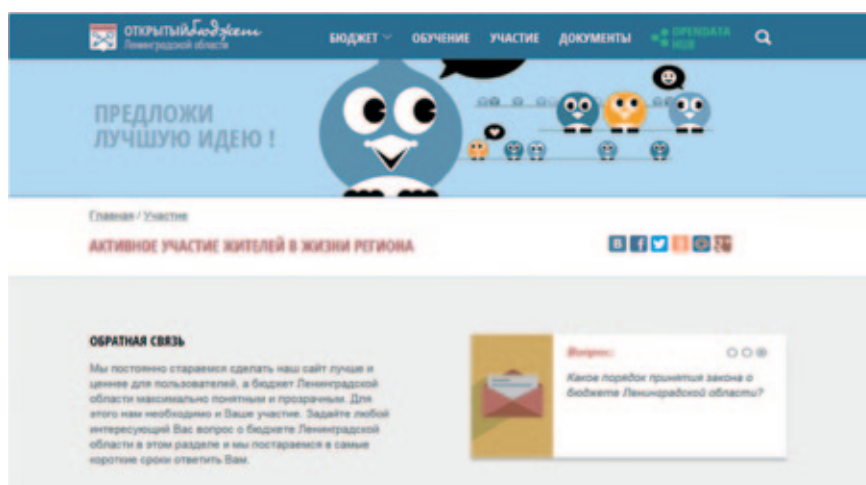 ОТКРЫТЫЙ бюджет
Ленинградской области
БЮДЖЕТ
ОБУЧЕНИЕ
УЧАСТИЕ
ДОКУМЕНТЫ
OPENDATA
HUB
ПРЕДЛОЖИ
ЛУЧШУЮ ИДЕЮ !
Главная / Участие
АКТИВНОЕ УЧАСТИЕ ЖИТЕЛЕЙ В ЖИЗНИ РЕГИОНА
ОБРАТНАЯ СВЯЗЬ
Мы постоянно стараемся сделать наш сайт лучше и
ценнее для пользователей, а бюджет Ленинградской
области максимально понятным и прозрачным. Для
этого нам необходимо и Ваше участие. Задайте любой
интересующий Вас вопрос о бюджете Ленинградской
области в этом разделе и мы постараемся в самые
короткие сроки ответить Вам.
Вопрос:
Каков порядок принятия закона о
бюджете Ленинградской области?